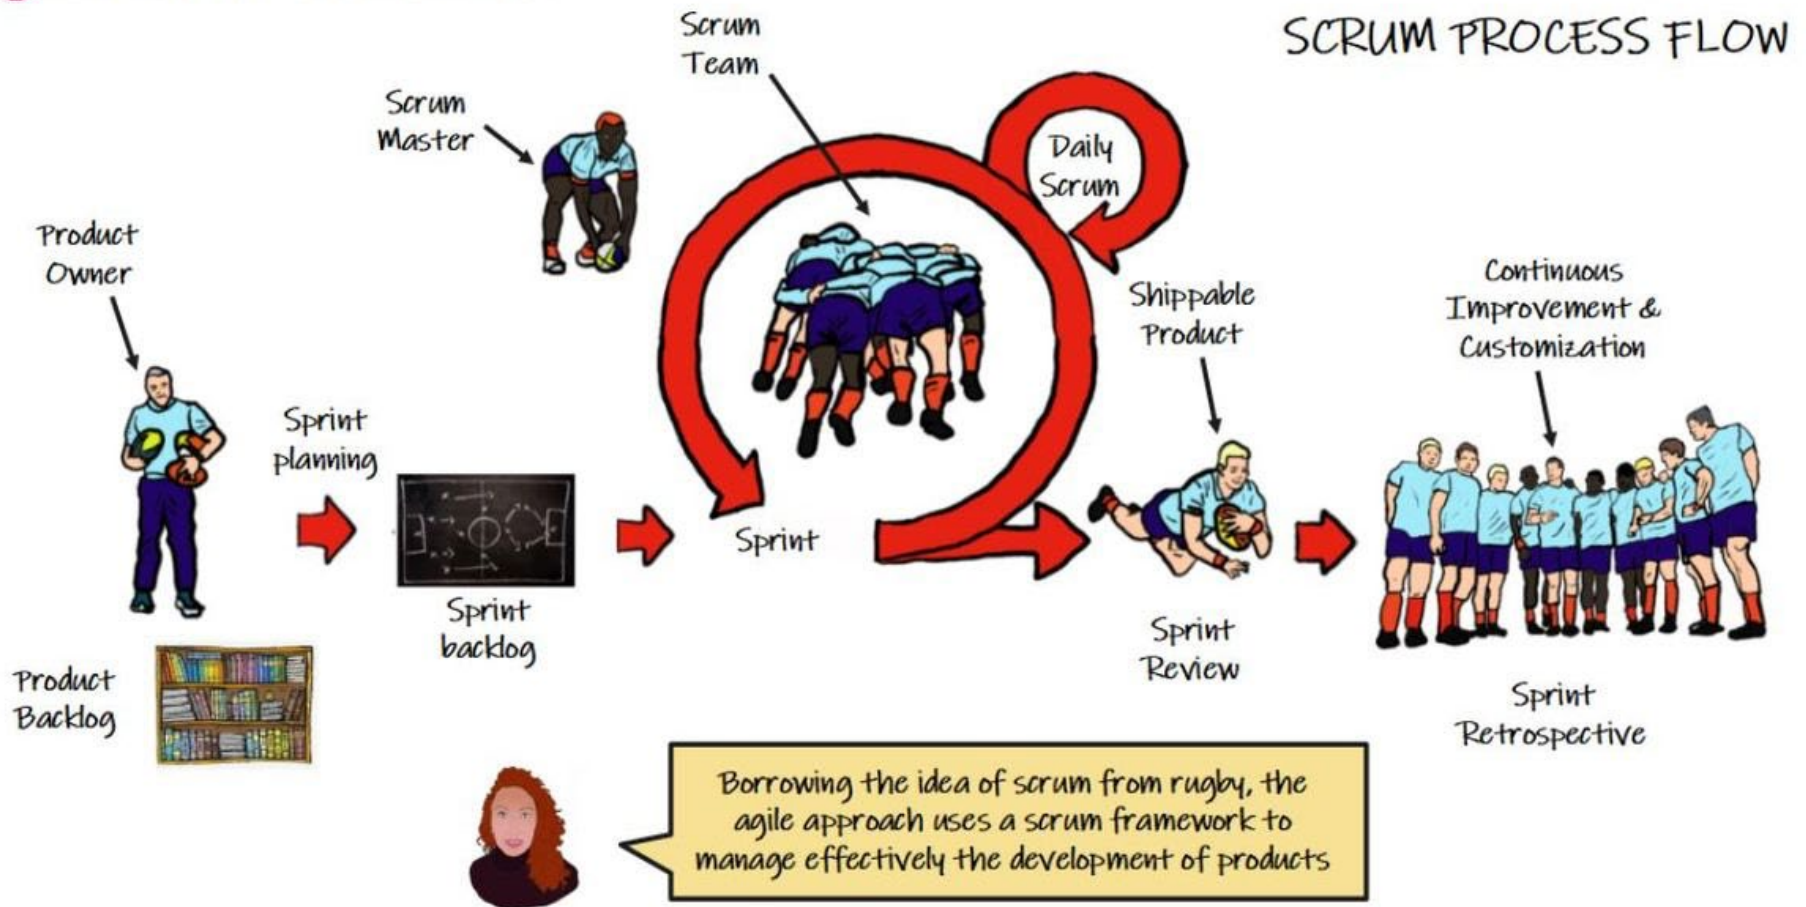 SCRUM PROCESS FLOW
Scrum
Team
Scrum
Master
Daily
Scrum
Product
Owner
Shippable
Product
Continuous
Improvement &
Customization
Sprint
planning
Sprint
Sprint
backlog
Sprint
Review
Product
Backlog
Sprint
Retrospective
Borrowing the idea of scrum from rugby, the
agile approach uses a scrum framework to
manage effectively the development of products